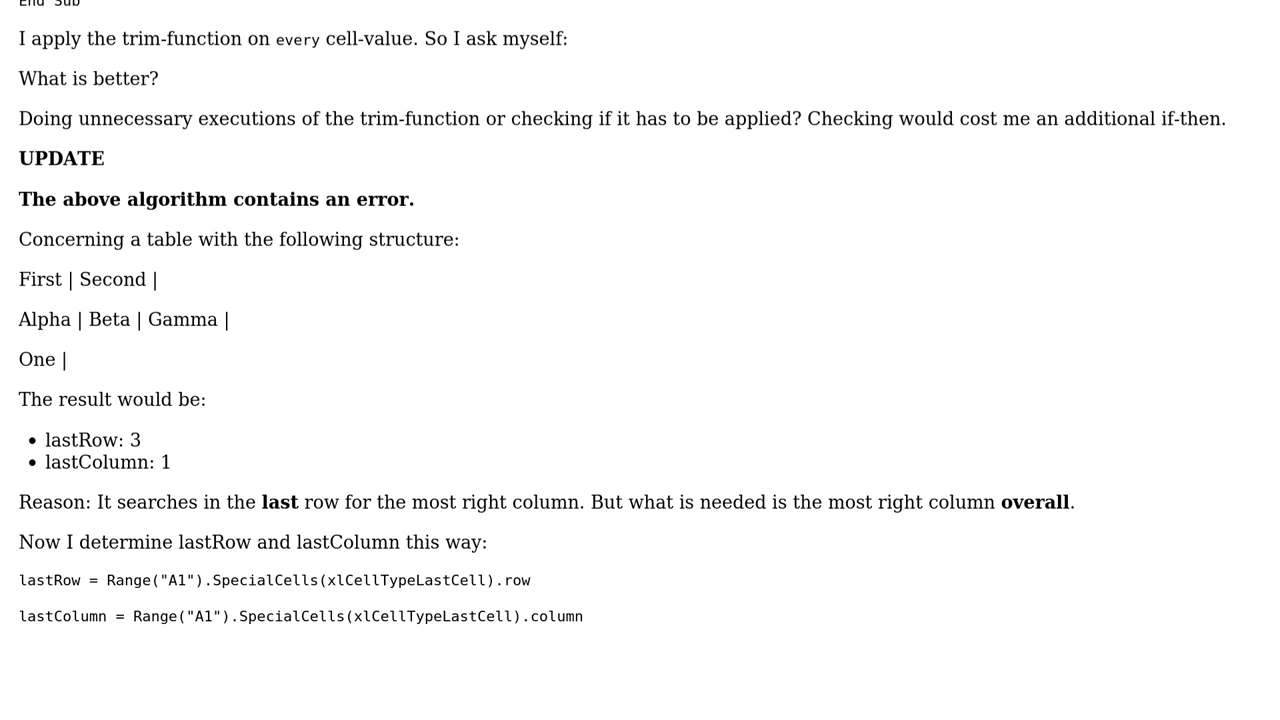 End Sub
I apply the trim-function on every cell-value. So I ask myself:
What is better?
Doing unnecessary executions of the trim-function or checking if it has to be applied? Checking would cost me an additional if-then.
UPDATE
The above algorithm contains an error.
Concerning a table with the following structure:
First | Second |
Alpha | Beta | Gamma |
One |
The result would be:
• lastRow: 3
• lastColumn: 1
Reason: It searches in the last row for the most right column. But what is needed is the most right column overall.
Now I determine lastRow and lastColumn this way:
lastRow = Range("A1").SpecialCells(xlCellTypeLastCell).row
lastColumn = Range("A1").SpecialCells(xlCellTypeLastCell).column